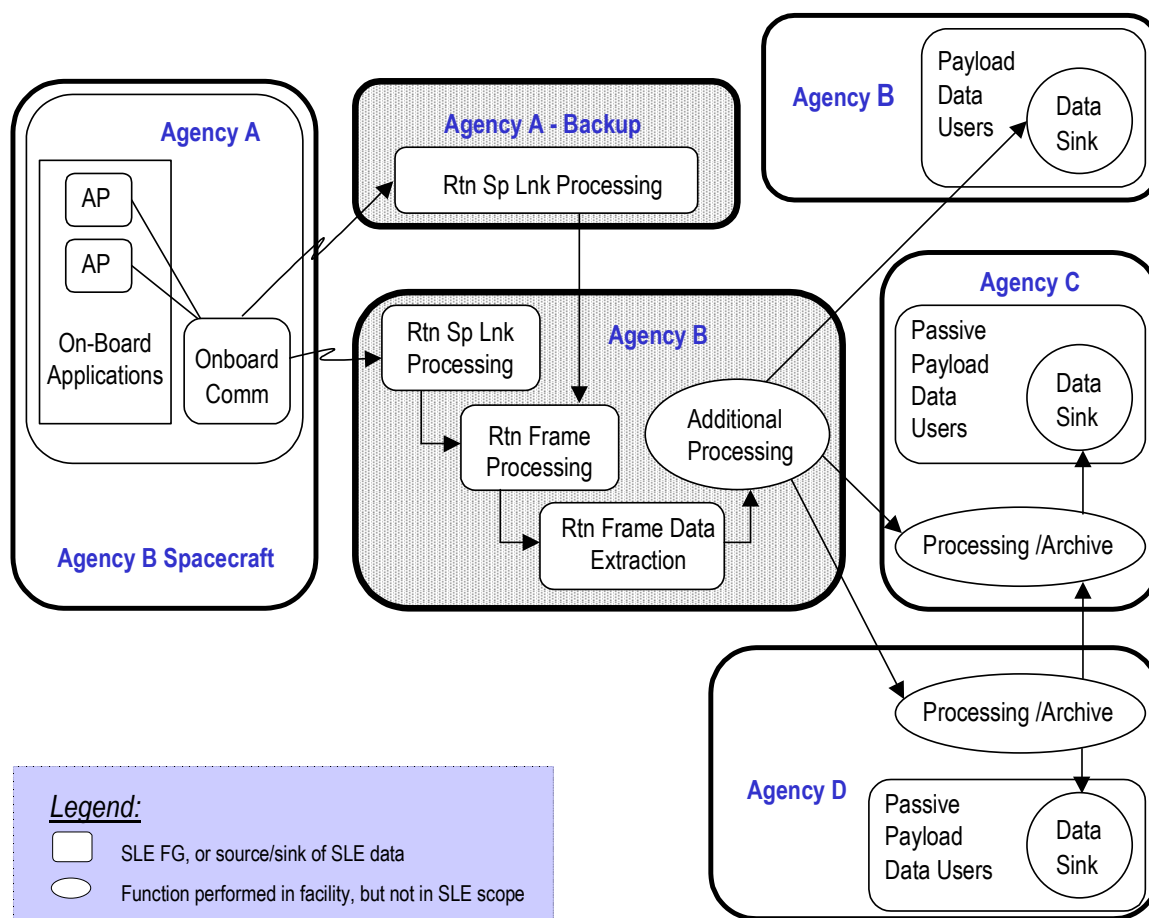 Agency A
AP
AP
On-Board
Applications
Onboard
Comm
Agency B Spacecraft
Agency A - Backup
Rtn Sp Lnk Processing
Agency B
Rtn Sp Lnk
Processing
Rtn Frame
Processing
Rtn Frame Data
Extraction
Additional
Processing
Agency B
Payload
Data
Users
Data
Sink
Agency C
Passive
Payload
Data
Users
Data
Sink
Processing /Archive
Processing /Archive
Agency D
Passive
Payload
Data Users
Data
Sink
Legend:
SLE FG, or source/sink of SLE data
Function performed in facility, but not in SLE scope